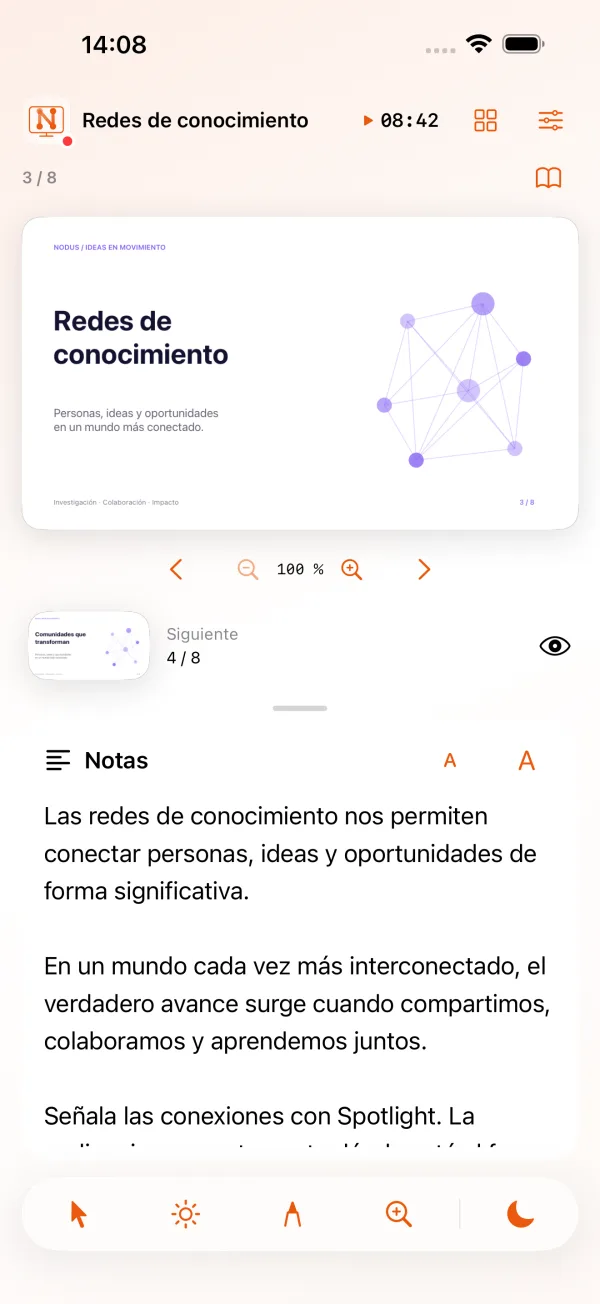 14:08
Redes de conocimiento
08:42
3 / 8
NODUS / IDEAS EN MOVIMIENTO
Redes de
conocimiento
Personas, ideas y oportunidades
en un mundo más conectado.
Investigación · Colaboración · Impacto
3 / 8
100 %
Comunidades que
transforman
Siguiente
4 / 8
Notas
A
A
Las redes de conocimiento nos permiten
conectar personas, ideas y oportunidades de
forma significativa.
En un mundo cada vez más interconectado, el
verdadero avance surge cuando compartimos,
colaboramos y aprendemos juntos.
Señala las conexiones con Spotlight. La